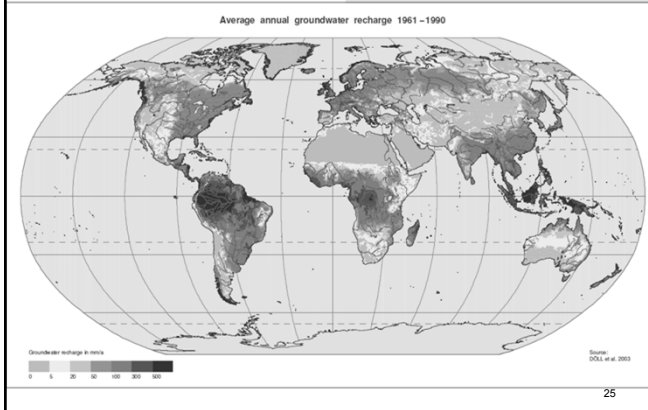 Average annual groundwater recharge 1961–1990
Groundwater recharge in mm/a
0 5 20 50 100 300 500
Source:
DÖLL et al. 2003
25